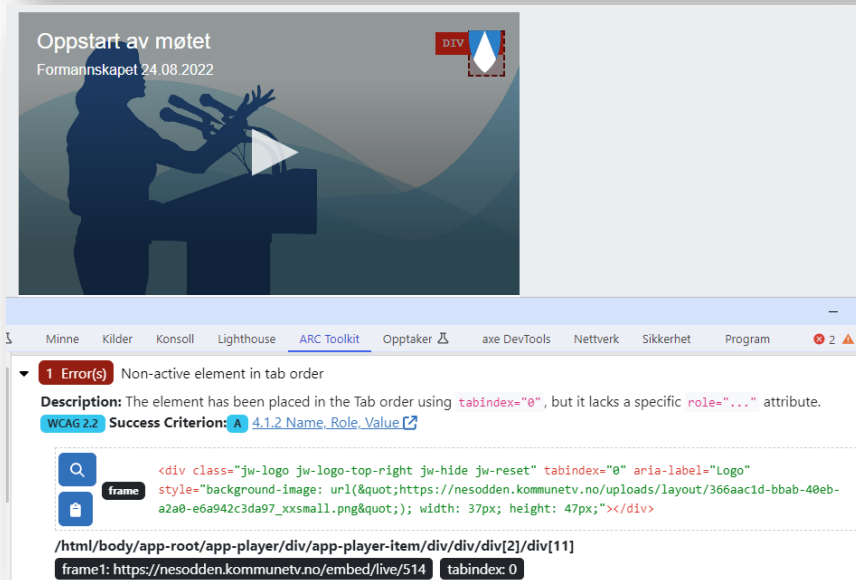 Oppstart av møtet
Formannskapet 24.08.2022
DIV
Minne Kilder Konsoll Lighthouse ARC Toolkit Opptaker axe DevTools Nettverk Sikkerhet Program 2
1 Error(s) Non-active element in tab order
Description: The element has been placed in the Tab order using tabindex="0", but it lacks a specific role="..." attribute.
WCAG 2.2 Success Criterion: A 4.1.2 Name, Role, Value
<div class="jw-logo jw-logo-top-right jw-hide jw-reset" tabindex="0" aria-label="Logo"
frame
style="background-image: url(&quot;https://nesodden.kommunetv.no/uploads/layout/366aac1d-bbab-40eb-
a2a0-e6a942c3da97_xxsmall.png&quot;); width: 37px; height: 47px;"></div>
/html/body/app-root/app-player/div/app-player-item/div/div/div[2]/div[11]
frame1: https://nesodden.kommunetv.no/embed/live/514 tabindex: 0